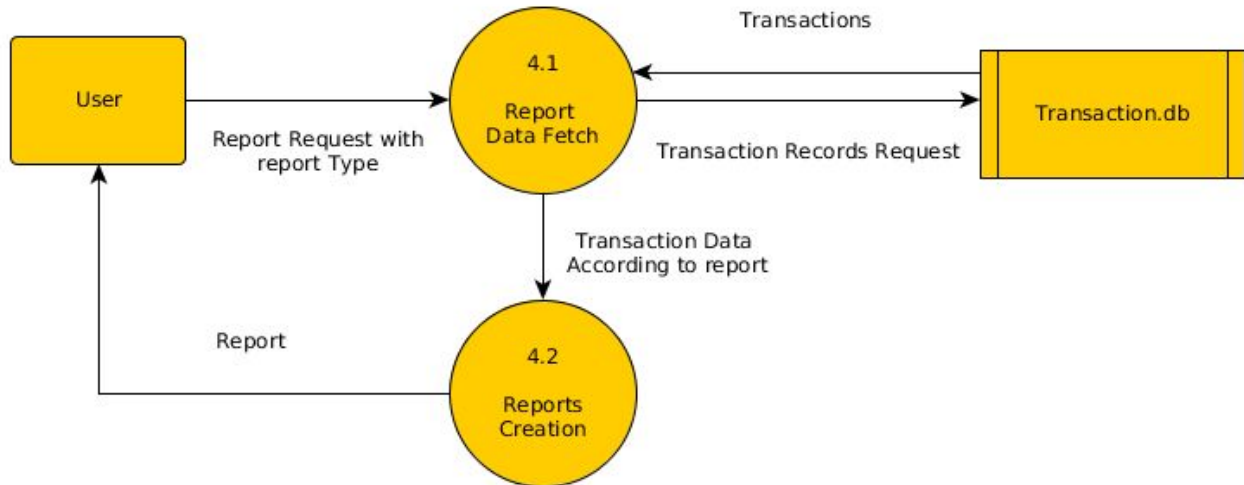 Transactions
User
4.1
Report
Data Fetch
Transaction.db
Report Request with
report Type
Transaction Records Request
Transaction Data
According to report
Report
4.2
Reports
Creation